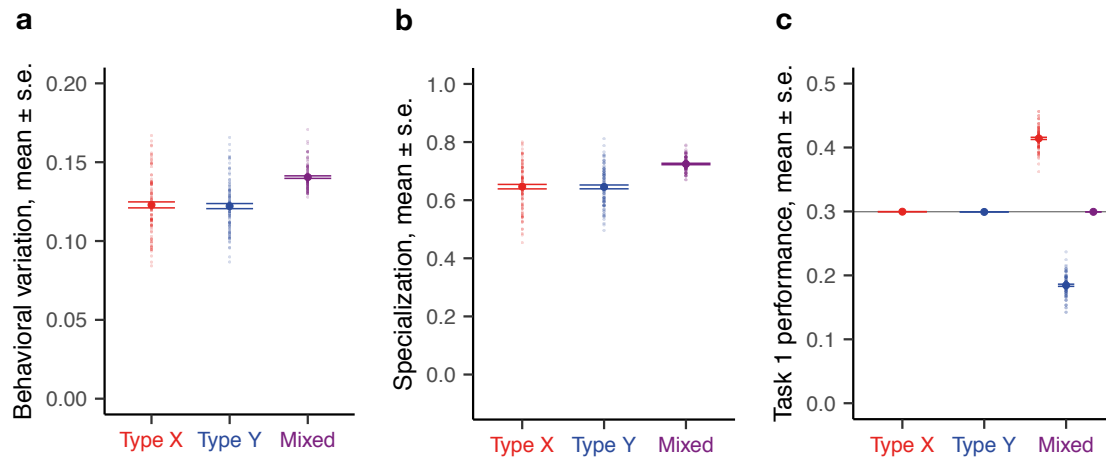 a
Behavioral variation, mean ± s.e.
0.20
0.15
0.10
0.05
0.00
Type X Type Y Mixed
b
Specialization, mean ± s.e.
1.0
0.8
0.6
0.4
0.2
0.0
Type X Type Y Mixed
c
Task 1 performance, mean ± s.e.
0.5
0.4
0.3
0.2
0.1
0.0
Type X Type Y Mixed